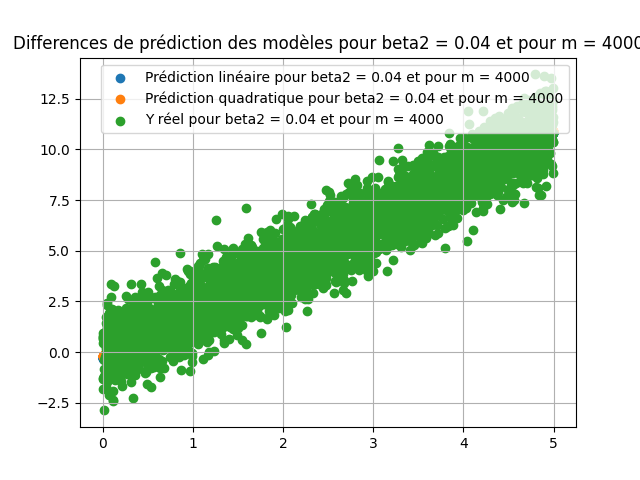 Differences de prédiction des modèles pour beta2 = 0.04 et pour m = 4000
Prédiction linéaire pour beta2 = 0.04 et pour m = 4000
Prédiction quadratique pour beta2 = 0.04 et pour m = 4000
Y réel pour beta2 = 0.04 et pour m = 4000
12.5
10.0
7.5
5.0
2.5
0.0
−2.5
0 1 2 3 4 5